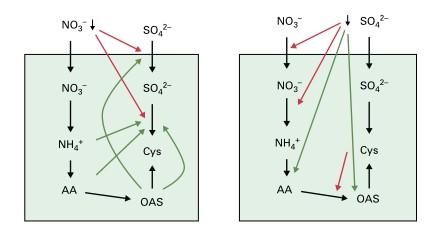 NO₃⁻ ↓ SO₄²⁻
NO₃⁻ SO₄²⁻
NH₄⁺
Cys
AA
OAS
NO₃⁻ ↓ SO₄²⁻
NO₃⁻ SO₄²⁻
NH₄⁺
Cys
AA
OAS